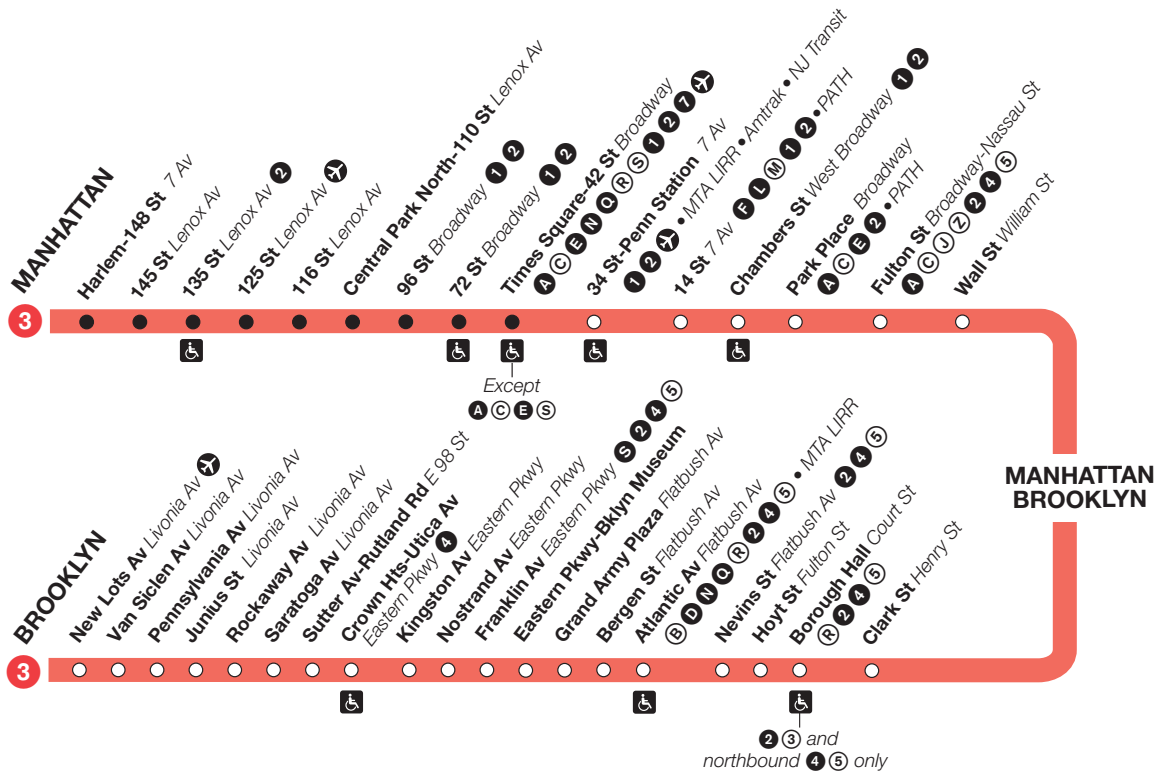 MANHATTAN
3
Harlem-148 St 7 Av
145 St Lenox Av
135 St Lenox Av 2
125 St Lenox Av
116 St Lenox Av
Central Park North-110 St Lenox Av
96 St Broadway 1 2
72 St Broadway 1 2
Times Square-42 St Broadway
A C E N Q R S 1 2 7
34 St-Penn Station 7 Av
1 2 • MTA LIRR • Amtrak • NJ Transit
14 St 7 Av F L M 1 2 • PATH
Chambers St West Broadway 1 2
Park Place Broadway
A C E 2 • PATH
Fulton St Broadway-Nassau St
A C J Z 2 4 5
Wall St William St
Except
A C E S
MANHATTAN
BROOKLYN
BROOKLYN
3
New Lots Av Livonia Av
Van Siclen Av Livonia Av
Pennsylvania Av Livonia Av
Junius St Livonia Av
Rockaway Av Livonia Av
Saratoga Av Livonia Av
Sutter Av-Rutland Rd E 98 St
Crown Hts-Utica Av
Eastern Pkwy 4
Kingston Av Eastern Pkwy
Nostrand Av Eastern Pkwy
Franklin Av Eastern Pkwy S 2 4 5
Eastern Pkwy-Bklyn Museum
Grand Army Plaza Flatbush Av
Bergen St Flatbush Av
Atlantic Av Flatbush Av
B D N Q R 2 4 5 • MTA LIRR
Nevins St Flatbush Av 2 4 5
Hoyt St Fulton St
Borough Hall Court St
R 2 4 5
Clark St Henry St
2 3 and
northbound 4 5 only